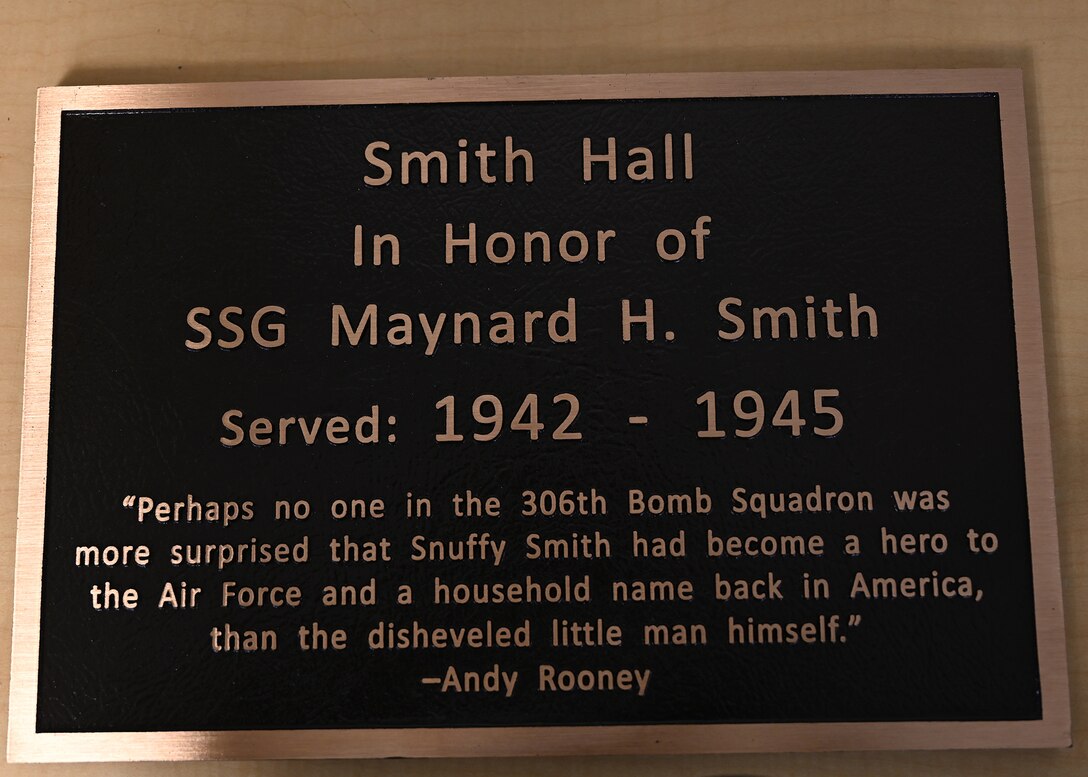 Smith Hall
In Honor of
SSG Maynard H. Smith
Served: 1942 - 1945
“Perhaps no one in the 306th Bomb Squadron was
more surprised that Snuffy Smith had become a hero to
the Air Force and a household name back in America,
than the disheveled little man himself.”
–Andy Rooney